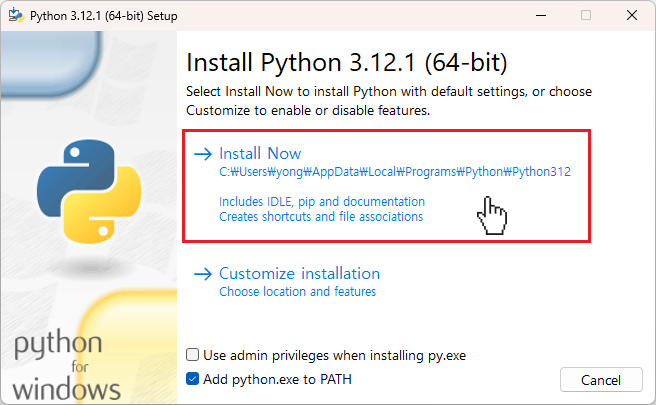 Python 3.12.1 (64-bit) Setup
Install Python 3.12.1 (64-bit)
Select Install Now to install Python with default settings, or choose
Customize to enable or disable features.
Install Now
C:₩Users₩yong₩AppData₩Local₩Programs₩Python₩Python312
Includes IDLE, pip and documentation
Creates shortcuts and file associations
Customize installation
Choose location and features
Use admin privileges when installing py.exe
Add python.exe to PATH
Cancel
python
for
windows